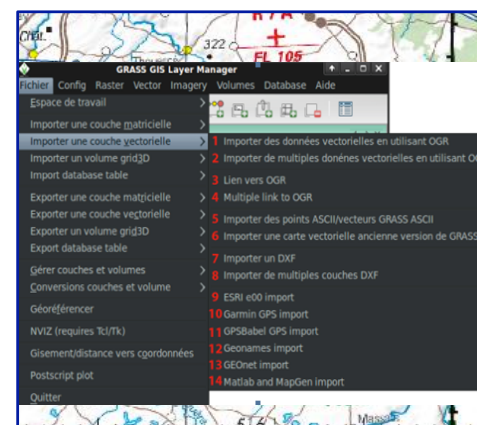 Chât.
322
R / A
FL 105
GRASS GIS Layer Manager
Fichier Config Raster Vector Imagery Volumes Database Aide
Espace de travail
Importer une couche matricielle
Importer une couche vectorielle
Importer un volume grid3D
Import database table
Exporter une couche matricielle
Exporter une couche vectorielle
Exporter un volume grid3D
Export database table
Gérer couches et volumes
Conversions couches et volume
Géoréférencer
NVIZ (requires Tcl/Tk)
Gisement/distance vers coordonnées
Postscript plot
Quitter
1 Importer des données vectorielles en utilisant OGR
2 Importer de multiples donénes vectorielles en utilisant O
3 Lien vers OGR
4 Multiple link to OGR
5 Importer des points ASCII/vecteurs GRASS ASCII
6 Importer une carte vectorielle ancienne version de GRASS
7 Importer un DXF
8 Importer de multiples couches DXF
9 ESRI e00 import
10 Garmin GPS import
11 GPSBabel GPS import
12 Geonames import
13 GEOnet import
14 Matlab and MapGen import
516